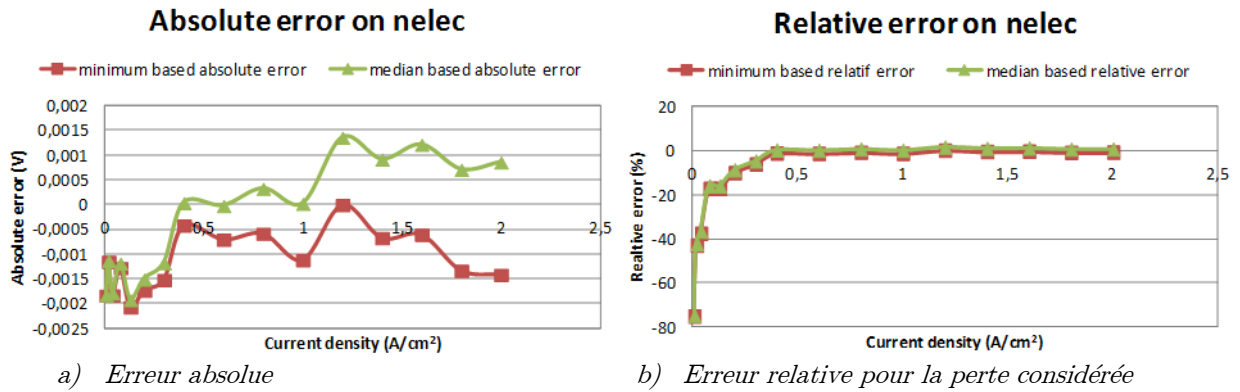 Absolute error on nelec
minimum based absolute error
median based absolute error
0,002
0,0015
0,001
0,0005
0
-0,0005
-0,001
-0,0015
-0,002
-0,0025
0
0,5
1
1,5
2
2,5
Absolute error (V)
Current density (A/cm²)
a) Erreur absolue
Relative error on nelec
minimum based relatif error
median based relative error
20
0
-20
-40
-60
-80
0
0,5
1
1,5
2
2,5
Realtive error (%)
Current density (A/cm²)
b) Erreur relative pour la perte considérée